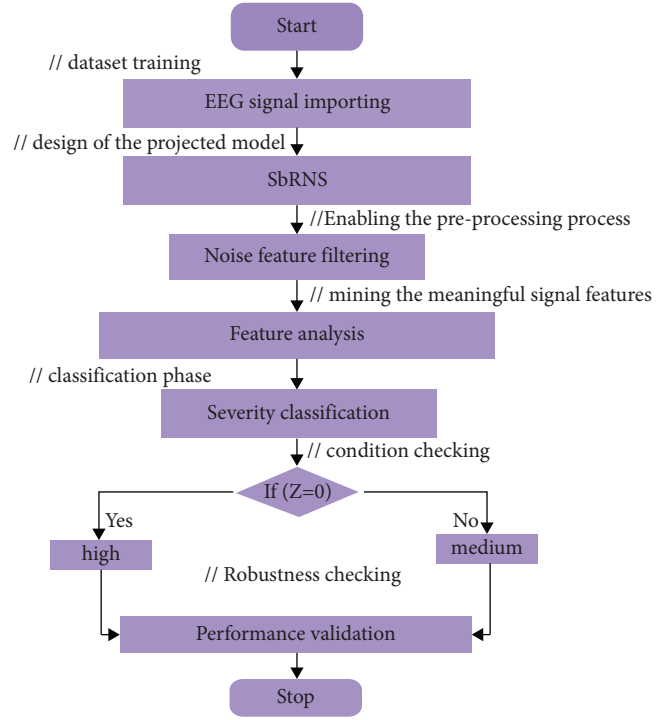 Start
// dataset training
EEG signal importing
// design of the projected model
SbRNS
//Enabling the pre-processing process
Noise feature filtering
// mining the meaningful signal features
Feature analysis
// classification phase
Severity classification
// condition checking
If (Z=0)
Yes
No
high
medium
// Robustness checking
Performance validation
Stop